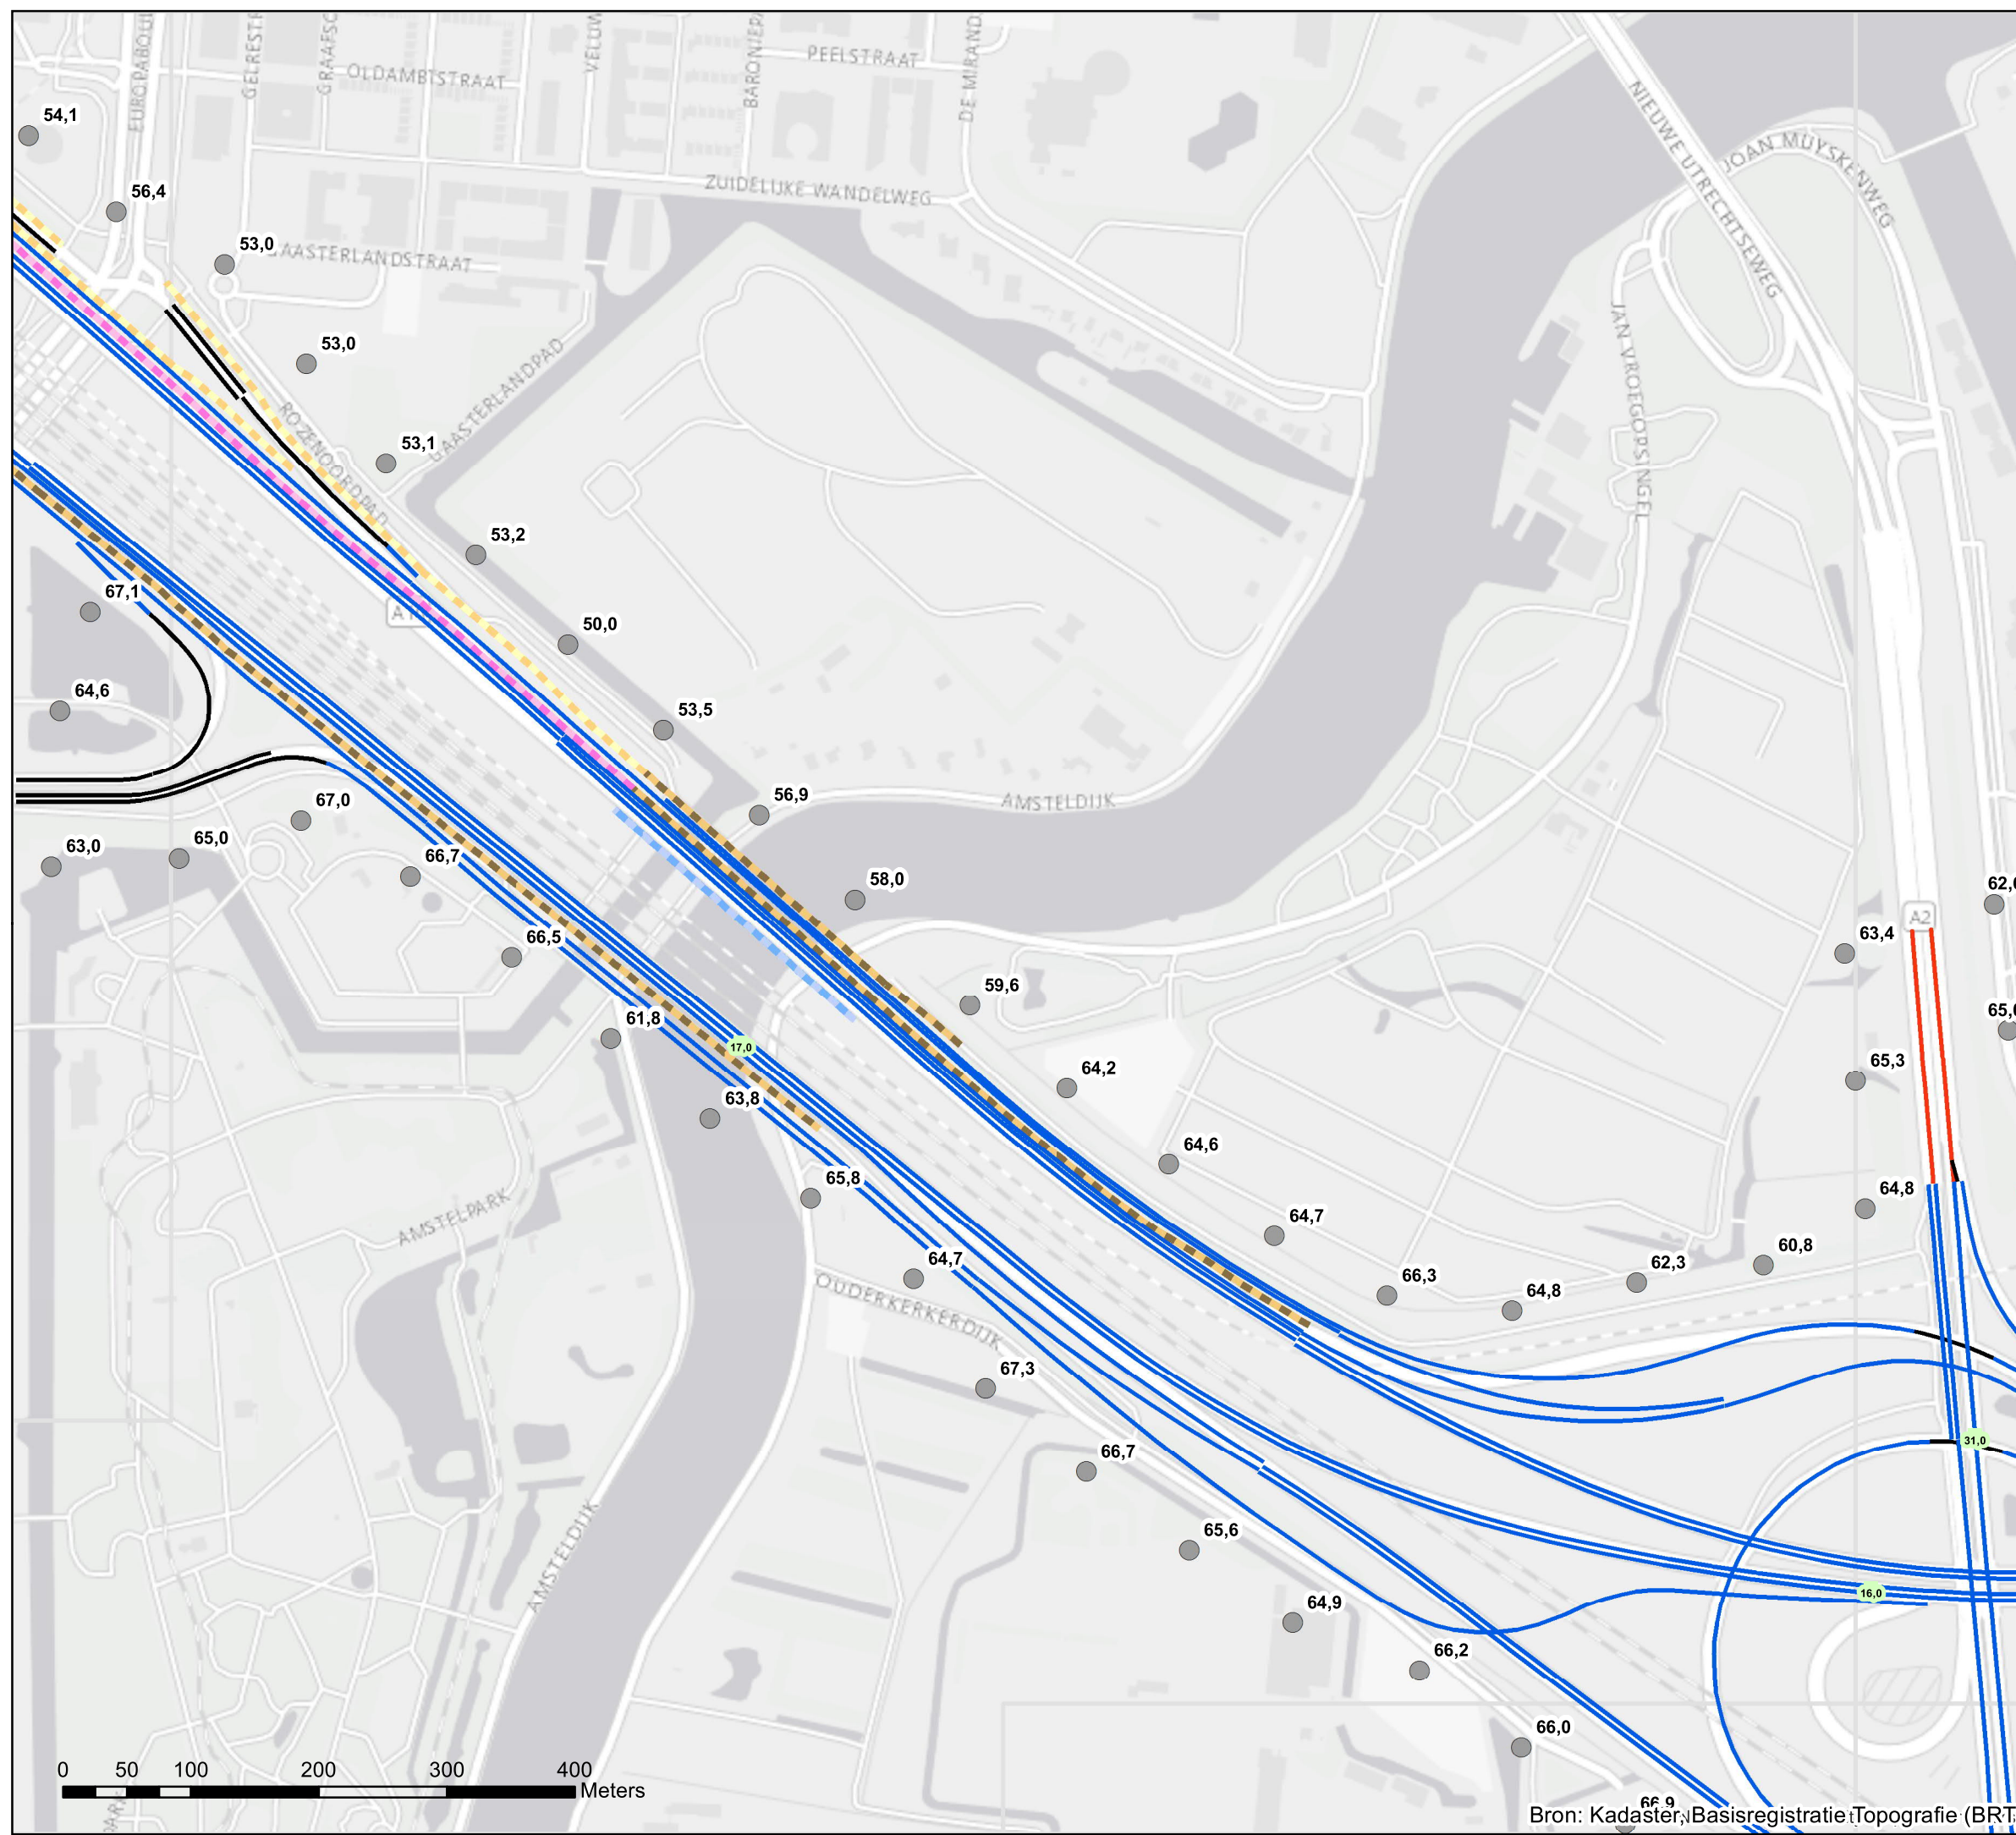 EUROPABOUL
GELRESTR
GRAAFSC
OLDAMBTSTRAAT
VELUW
BARONIEP
PEELSTRAAT
DE MIRAND
54,1
NIEUWE UTRECHTSEWEG
JOAN MUYSKENWEG
56,4
ZUIDELIJKE WANDELWEG
53,0
GAASTERLANDSTRAAT
53,0
JAN VROEGOPSINGEL
GAASTERLANDPAD
ROZENOORDPAD
53,1
53,2
67,1
50,0
64,6
53,5
56,9
AMSTELDIJK
67,0
65,0
63,0
66,7
58,0
A2
63,4
66,5
59,6
61,8
17,0
64,2
65,3
63,8
64,6
65,8
64,8
AMSTELPARK
64,7
60,8
64,7
62,3
66,3
64,8
OUDERKERKERDIJK
67,3
31,0
66,7
65,6
AMSTELDIJK
16,0
64,9
66,2
66,0
0 50 100 200 300 400
Meters
66,9
Bron: Kadaster, Basisregistratie Topografie (BRT